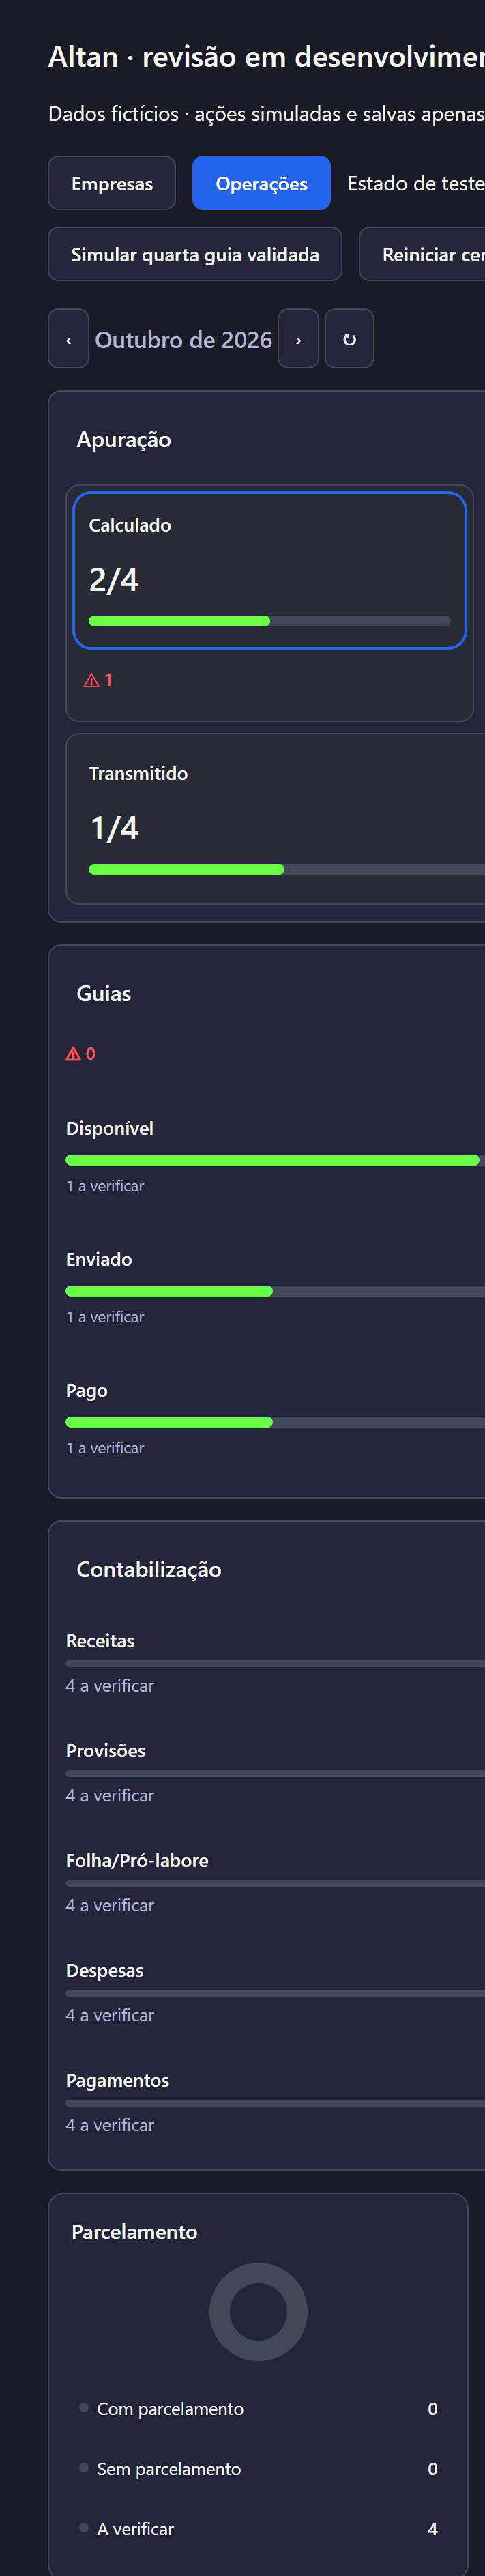 Altan · revisão em
Dados fictícios · ações simuladas e salvas apenas
Empresas
Operações
Estado de teste
Simular quarta guia validada
Reiniciar
‹
Outubro de 2026
›
↻
Apuração
Calculado
2/4
⚠ 1
Transmitido
1/4
Guias
⚠ 0
Disponível
1 a verificar
Enviado
1 a verificar
Pago
1 a verificar
Contabilização
Receitas
4 a verificar
Provisões
4 a verificar
Folha/Pró-labore
4 a verificar
Despesas
4 a verificar
Pagamentos
4 a verificar
Parcelamento
Com parcelamento 0
Sem parcelamento 0
A verificar 4